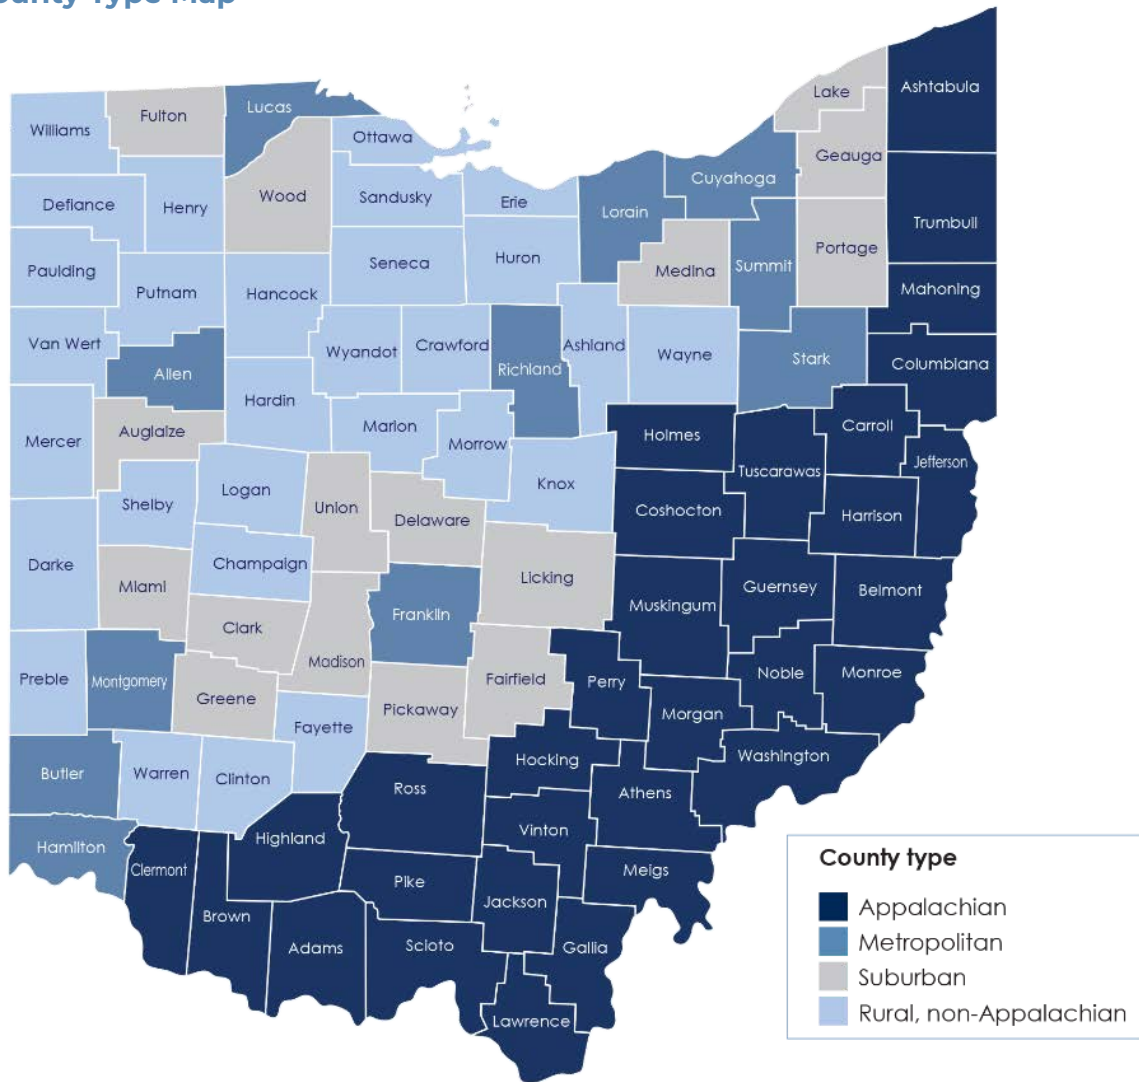 ounty Type Map
Ashtabula
Lake
Lucas
Fulton
Williams
Ottawa
Geauga
Cuyahoga
Wood
Sandusky
Erie
Defiance
Henry
Lorain
Trumbull
Portage
Huron
Seneca
Summit
Medina
Paulding
Mahoning
Putnam
Hancock
Van Wert
Wyandot
Crawford
Ashland
Wayne
Stark
Columbiana
Richland
Allen
Hardin
Carroll
Marion
Auglaize
Holmes
Mercer
Morrow
Jefferson
Tuscarawas
Knox
Logan
Shelby
Union
Coshocton
Harrison
Delaware
Champaign
Darke
Licking
Miami
Guernsey
Belmont
Muskingum
Franklin
Clark
Madison
Preble
Montgomery
Fairfield
Perry
Noble
Monroe
Greene
Pickaway
Morgan
Fayette
Washington
Hocking
Butler
Warren
Clinton
Ross
Athens
Vinton
Highland
Hamilton
Clermont
Meigs
Pike
Jackson
Brown
Adams
Scioto
Gallia
Lawrence
County type
Appalachian
Metropolitan
Suburban
Rural, non-Appalachian